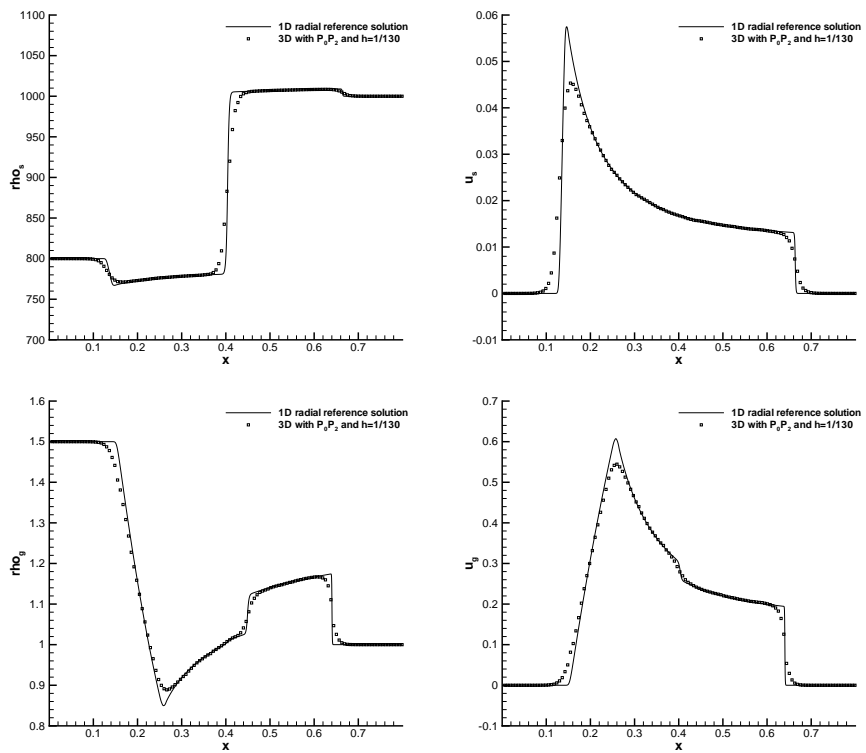 1D radial reference solution
3D with P₀P₂ and h=1/130
rho_s
1100
1050
1000
950
900
850
800
750
700
0.1 0.2 0.3 0.4 0.5 0.6 0.7
x
1D radial reference solution
3D with P₀P₂ and h=1/130
u_s
0.06
0.05
0.04
0.03
0.02
0.01
0
-0.01
0.1 0.2 0.3 0.4 0.5 0.6 0.7
x
1D radial reference solution
3D with P₀P₂ and h=1/130
rho_g
1.6
1.5
1.4
1.3
1.2
1.1
1
0.9
0.8
0.1 0.2 0.3 0.4 0.5 0.6 0.7
x
1D radial reference solution
3D with P₀P₂ and h=1/130
u_g
0.7
0.6
0.5
0.4
0.3
0.2
0.1
0
-0.1
0.1 0.2 0.3 0.4 0.5 0.6 0.7
x